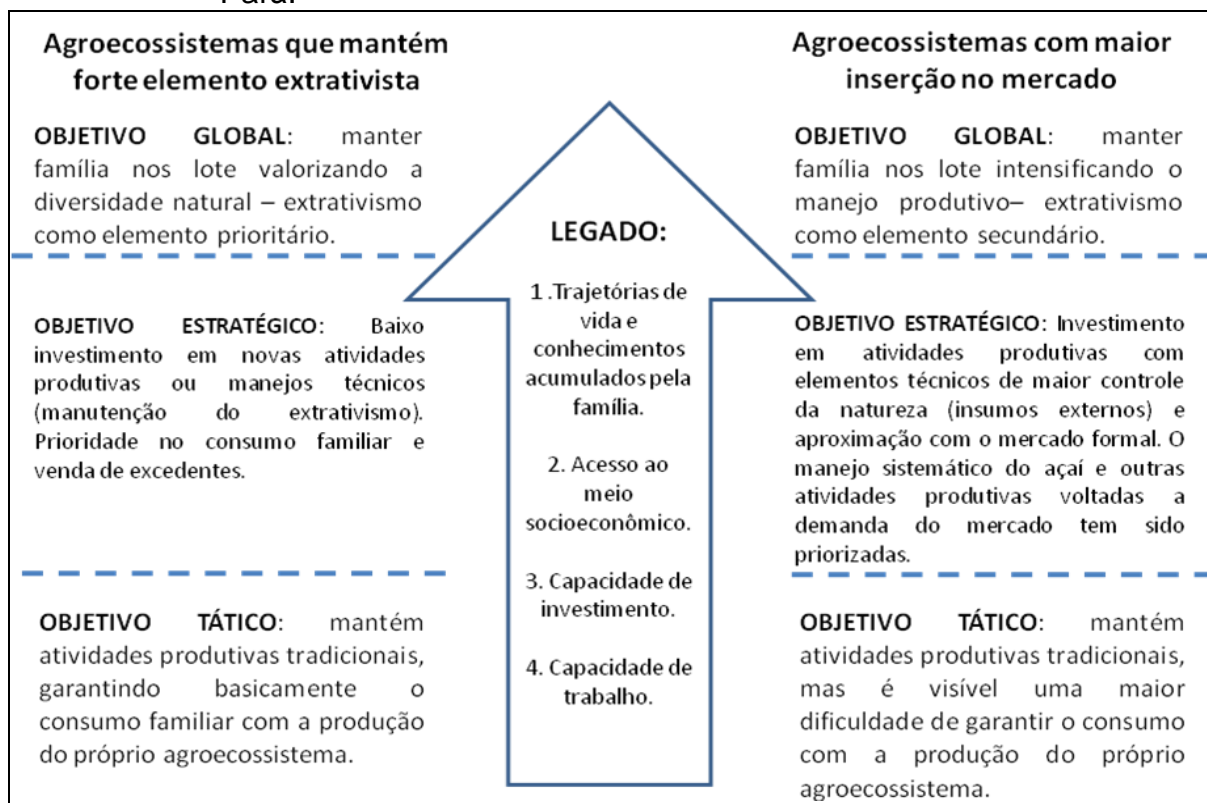 Pará.
Agroecossistemas que mantém
forte elemento extrativista
OBJETIVO GLOBAL: manter
família nos lote valorizando a
diversidade natural – extrativismo
como elemento prioritário.
OBJETIVO ESTRATÉGICO: Baixo
investimento em novas atividades
produtivas ou manejos técnicos
(manutenção do extrativismo).
Prioridade no consumo familiar e
venda de excedentes.
OBJETIVO TÁTICO: mantém
atividades produtivas tradicionais,
garantindo basicamente o
consumo familiar com a produção
do próprio agroecossistema.
LEGADO:
1 .Trajetórias de
vida e
conhecimentos
acumulados pela
família.
2. Acesso ao
meio
socioeconômico.
3. Capacidade de
investimento.
4. Capacidade de
trabalho.
Agroecossistemas com maior
inserção no mercado
OBJETIVO GLOBAL: manter
família nos lote intensificando o
manejo produtivo– extrativismo
como elemento secundário.
OBJETIVO ESTRATÉGICO: Investimento
em atividades produtivas com
elementos técnicos de maior controle
da natureza (insumos externos) e
aproximação com o mercado formal. O
manejo sistemático do açaí e outras
atividades produtivas voltadas a
demanda do mercado tem sido
priorizadas.
OBJETIVO TÁTICO: mantém
atividades produtivas tradicionais,
mas é visível uma maior
dificuldade de garantir o consumo
com a produção do próprio
agroecossistema.